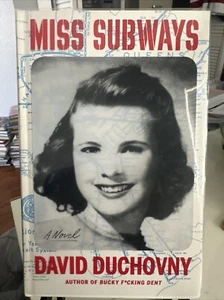 MISS SUBWAYS
QUEENS
A Novel
DAVID DUCHOVNY
AUTHOR OF BUCKY F*CKING DENT